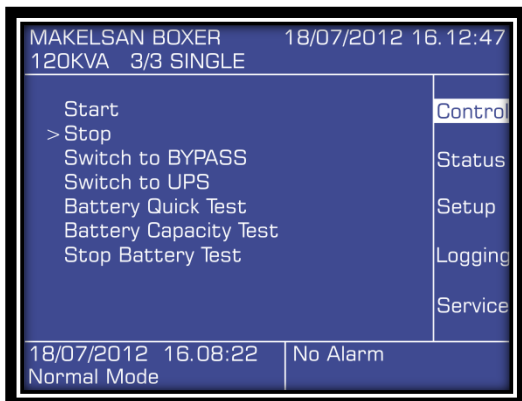 MAKELSAN BOXER 18/07/2012 16.12:47
120KVA 3/3 SINGLE
Start
> Stop
Switch to BYPASS
Switch to UPS
Battery Quick Test
Battery Capacity Test
Stop Battery Test
Control
Status
Setup
Logging
Service
18/07/2012 16.08:22 No Alarm
Normal Mode